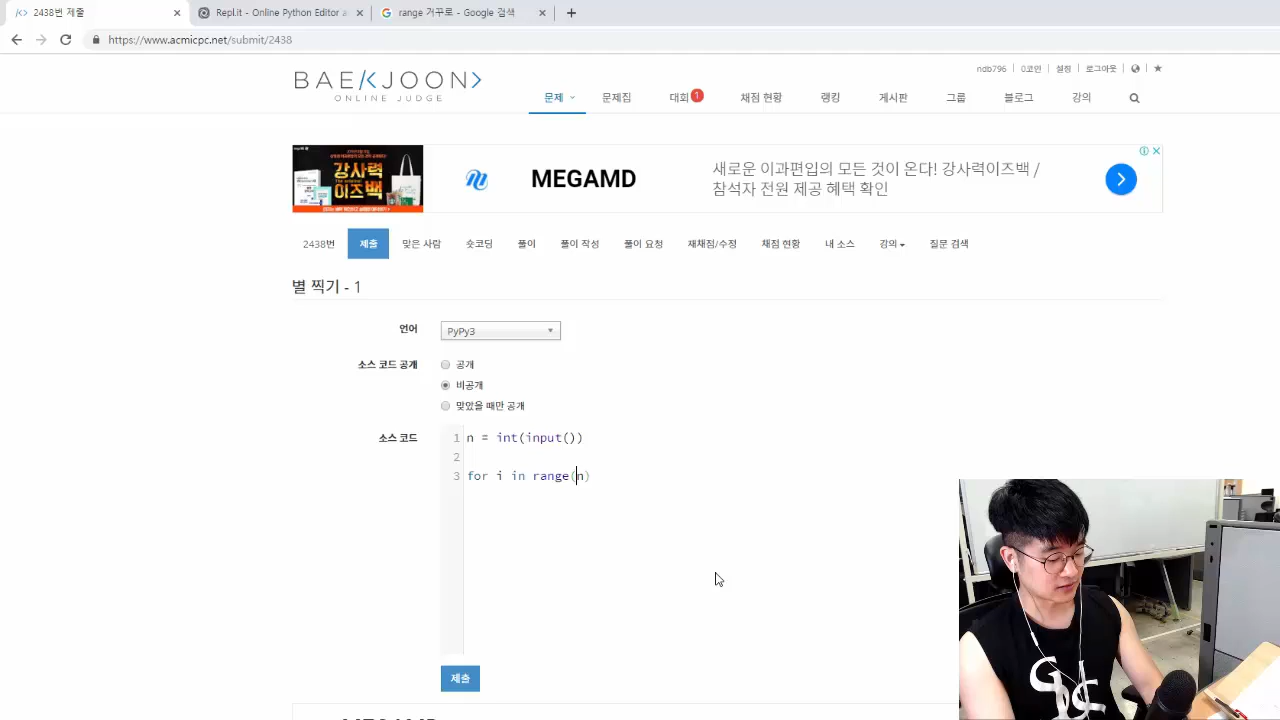 2438번 제출
Repl.it - Online Python Editor a
range 거꾸로 - Google 검색
https://www.acmicpc.net/submit/2438
ndb796 0코인 설정 로그아웃
BAEKJOON
ONLINE JUDGE
문제 문제집 대회 1 채점 현황 랭킹 게시판 그룹 블로그 강의
강사력
이즈백
MEGAMD
새로운 이과편입의 모든 것이 온다! 강사력이즈백 /
참석자 전원 제공 혜택 확인
2438번 제출 맞은 사람 숏코딩 풀이 풀이 작성 풀이 요청 재채점/수정 채점 현황 내 소스 강의 질문 검색
별 찍기 - 1
언어 PyPy3
소스 코드 공개 공개
비공개
맞았을 때만 공개
소스 코드
1 n = int(input())
2
3 for i in range(n)
제출